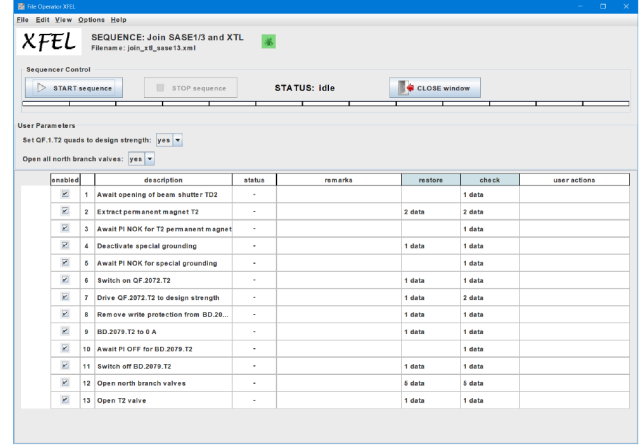 File Operator XFEL
File Edit View Options Help
XFEL
SEQUENCE: Join SASE1/3 and XTL
Filename: join_xtl_sase13.xml
Sequencer Control
START sequence STOP sequence STATUS: idle CLOSE window
User Parameters
Set QF.1.T2 quads to design strength: yes
Open all north branch valves: yes
enabled description status remarks restore check user actions
1 Await opening of beam shutter TD2 - 1 data
2 Extract permanent magnet T2 - 2 data 2 data
3 Await PI NOK for T2 permanent magnet - 1 data
4 Deactivate special grounding - 1 data 1 data
5 Await PI NOK for special grounding - 1 data
6 Switch on QF.2072.T2 - 1 data 1 data
7 Drive QF.2072.T2 to design strength - 1 data 2 data
8 Remove write protection from BD.20... - 1 data 1 data
9 BD.2079.T2 to 0 A - 1 data 1 data
10 Await PI OFF for BD.2079.T2 - 1 data
11 Switch off BD.2079.T2 - 1 data 1 data
12 Open north branch valves - 5 data 5 data
13 Open T2 valve - 1 data 1 data